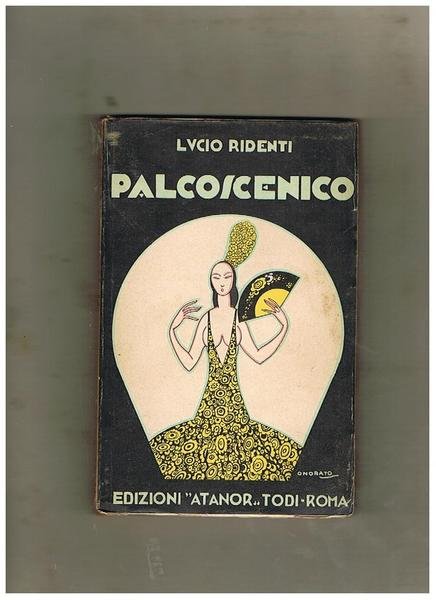 LVCIO RIDENTI
PALCOSCENICO
ONORATO
EDIZIONI "ATANOR„ TODI-ROMA